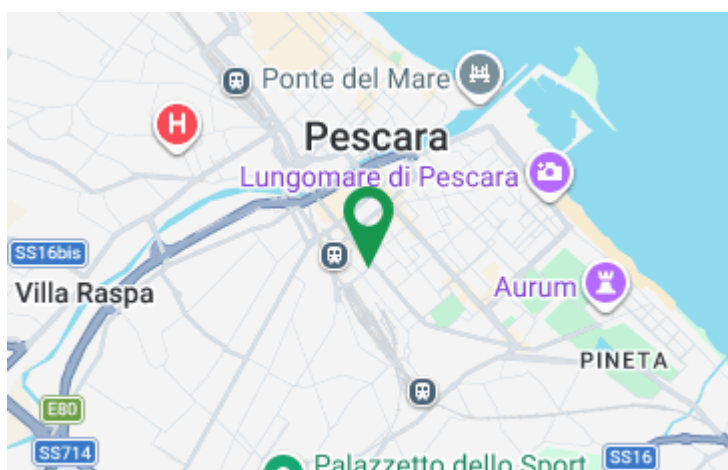 Ponte del Mare
H
Pescara
Lungomare di Pescara
SS16bis
Villa Raspa
Aurum
PINETA
E80
SS714
Palazzetto dello Sport
SS16